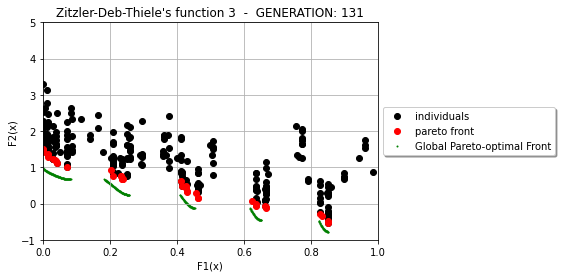 Zitzler-Deb-Thiele's function 3 - GENERATION: 131
5
4
3
2
1
0
−1
F2(x)
0.0 0.2 0.4 0.6 0.8 1.0
F1(x)
individuals
pareto front
Global Pareto-optimal Front